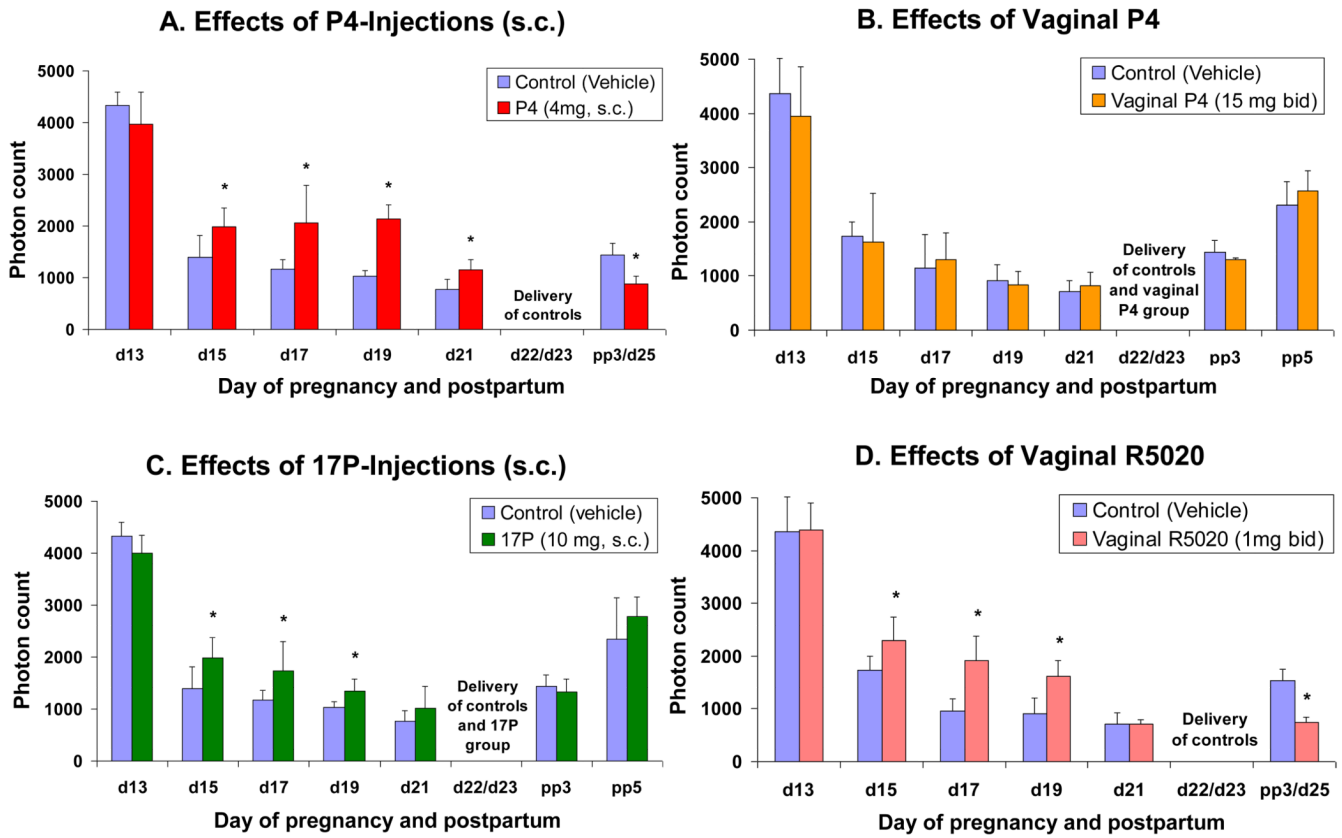 A. Effects of P4-Injections (s.c.)
Photon count
5000
4000
3000
2000
1000
0
Control (Vehicle)
P4 (4mg, s.c.)
*
*
*
*
*
Delivery
of controls
d13 d15 d17 d19 d21 d22/d23 pp3/d25
Day of pregnancy and postpartum
B. Effects of Vaginal P4
Photon count
5000
4000
3000
2000
1000
0
Control (Vehicle)
Vaginal P4 (15 mg bid)
Delivery
of controls
and vaginal
P4 group
d13 d15 d17 d19 d21 d22/d23 pp3 pp5
Day of pregnancy and postpartum
C. Effects of 17P-Injections (s.c.)
Photon count
5000
4000
3000
2000
1000
0
Control (vehicle)
17P (10 mg, s.c.)
*
*
*
Delivery
of controls
and 17P
group
d13 d15 d17 d19 d21 d22/d23 pp3 pp5
Day of pregnancy and postpartum
D. Effects of Vaginal R5020
Photon count
5000
4000
3000
2000
1000
0
Control (Vehicle)
Vaginal R5020 (1mg bid)
*
*
*
*
Delivery
of controls
d13 d15 d17 d19 d21 d22/d23 pp3/d25
Day of pregnancy and postpartum